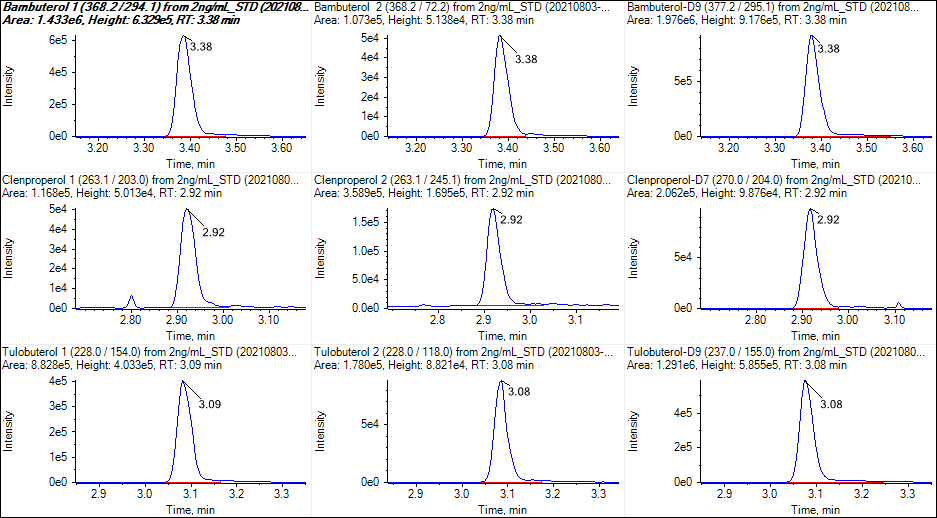 Bambuterol 1 (368.2 / 294.1) from 2ng/mL_STD (202108...
Area: 1.433e6, Height: 6.329e5, RT: 3.38 min
6e5
4e5
2e5
0e0
3.38
3.20 3.30 3.40 3.50 3.60
Time, min
Intensity
Bambuterol 2 (368.2 / 72.2) from 2ng/mL_STD (20210803-...
Area: 1.073e5, Height: 5.138e4, RT: 3.38 min
5e4
4e4
3e4
2e4
1e4
0e0
3.38
3.20 3.30 3.40 3.50 3.60
Time, min
Intensity
Bambuterol-D9 (377.2 / 295.1) from 2ng/mL_STD (202108...
Area: 1.976e6, Height: 9.176e5, RT: 3.38 min
5e5
0e0
3.38
3.20 3.30 3.40 3.50 3.60
Time, min
Intensity
Clenproperol 1 (263.1 / 203.0) from 2ng/mL_STD (2021080...
Area: 1.168e5, Height: 5.013e4, RT: 2.92 min
5e4
4e4
3e4
2e4
1e4
0e0
2.92
2.80 2.90 3.00 3.10
Time, min
Intensity
Clenproperol 2 (263.1 / 245.1) from 2ng/mL_STD (2021080...
Area: 3.589e5, Height: 1.695e5, RT: 2.92 min
1.5e5
1.0e5
5.0e4
0.0e0
2.92
2.8 2.9 3.0 3.1
Time, min
Intensity
Clenproperol-D7 (270.0 / 204.0) from 2ng/mL_STD (20210...
Area: 2.062e5, Height: 9.876e4, RT: 2.92 min
5e4
0e0
2.92
2.80 2.90 3.00 3.10
Time, min
Intensity
Tulobuterol 1 (228.0 / 154.0) from 2ng/mL_STD (20210803...
Area: 8.828e5, Height: 4.033e5, RT: 3.09 min
4e5
3e5
2e5
1e5
0e0
3.09
2.9 3.0 3.1 3.2 3.3
Time, min
Intensity
Tulobuterol 2 (228.0 / 118.0) from 2ng/mL_STD (20210803-...
Area: 1.780e5, Height: 8.821e4, RT: 3.08 min
5e4
0e0
3.08
2.9 3.0 3.1 3.2 3.3
Time, min
Intensity
Tulobuterol-D9 (237.0 / 155.0) from 2ng/mL_STD (2021080...
Area: 1.291e6, Height: 5.855e5, RT: 3.08 min
4e5
2e5
0e0
3.08
2.9 3.0 3.1 3.2 3.3
Time, min
Intensity